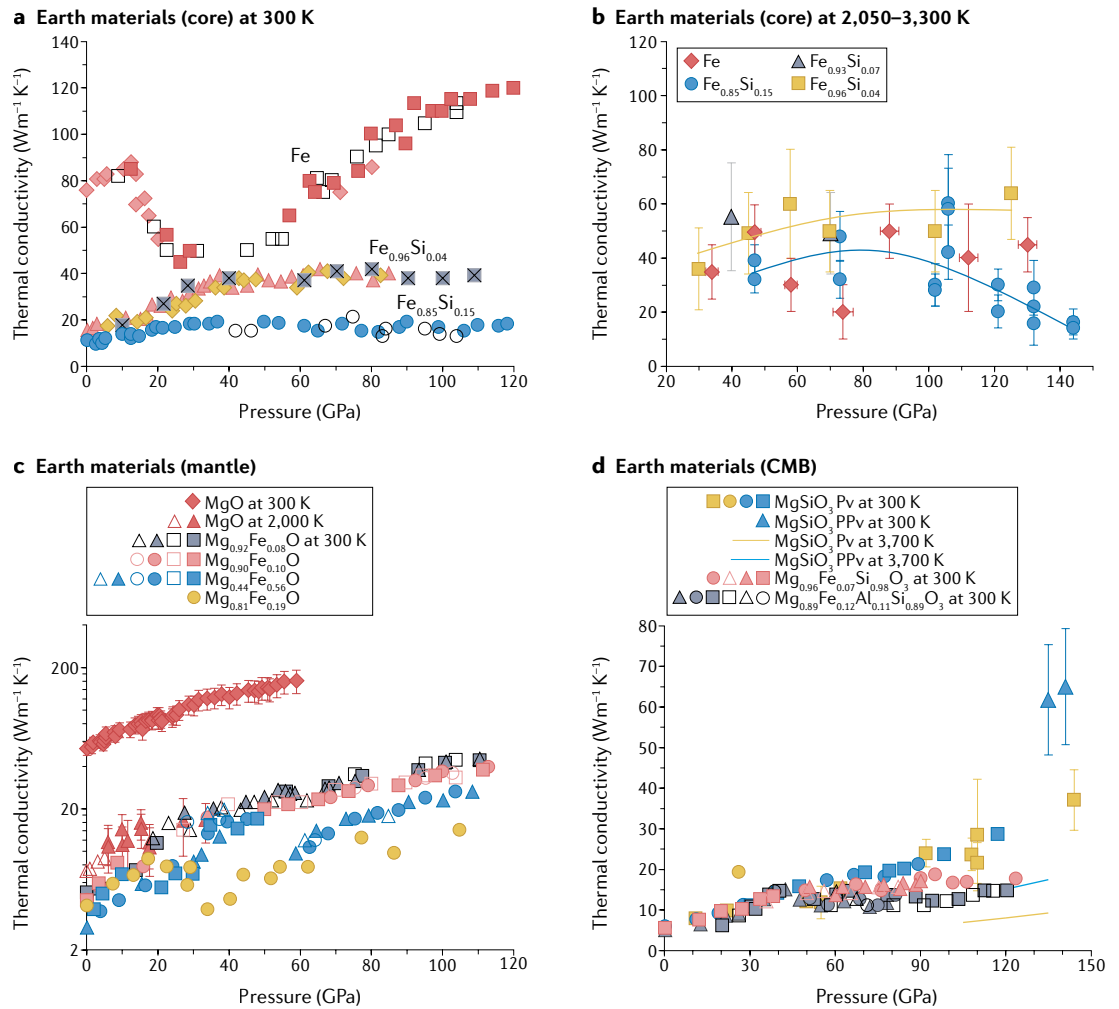 a Earth materials (core) at 300 K
Thermal conductivity (Wm⁻¹ K⁻¹)
140
120
100
80
60
40
20
0
Fe
Fe₀.₉₆Si₀.₀₄
Fe₀.₈₅Si₀.₁₅
0 20 40 60 80 100 120
Pressure (GPa)
b Earth materials (core) at 2,050–3,300 K
Fe
Fe₀.₉₃Si₀.₀₇
Fe₀.₈₅Si₀.₁₅
Fe₀.₉₆Si₀.₀₄
Thermal conductivity (Wm⁻¹ K⁻¹)
120
100
80
60
40
20
0
20 40 60 80 100 120 140
Pressure (GPa)
c Earth materials (mantle)
MgO at 300 K
MgO at 2,000 K
Mg₀.₉₂Fe₀.₀₈O at 300 K
Mg₀.₉₀Fe₀.₁₀O
Mg₀.₄₄Fe₀.₅₆O
Mg₀.₈₁Fe₀.₁₉O
Thermal conductivity (Wm⁻¹ K⁻¹)
200
20
2
0 20 40 60 80 100 120
Pressure (GPa)
d Earth materials (CMB)
MgSiO₃ Pv at 300 K
MgSiO₃ PPv at 300 K
MgSiO₃ Pv at 3,700 K
MgSiO₃ PPv at 3,700 K
Mg₀.₉₆Fe₀.₀₇Si₀.₉₈O₃ at 300 K
Mg₀.₈₉Fe₀.₁₂Al₀.₁₁Si₀.₈₉O₃ at 300 K
Thermal conductivity (Wm⁻¹ K⁻¹)
80
70
60
50
40
30
20
10
0
0 30 60 90 120 150
Pressure (GPa)